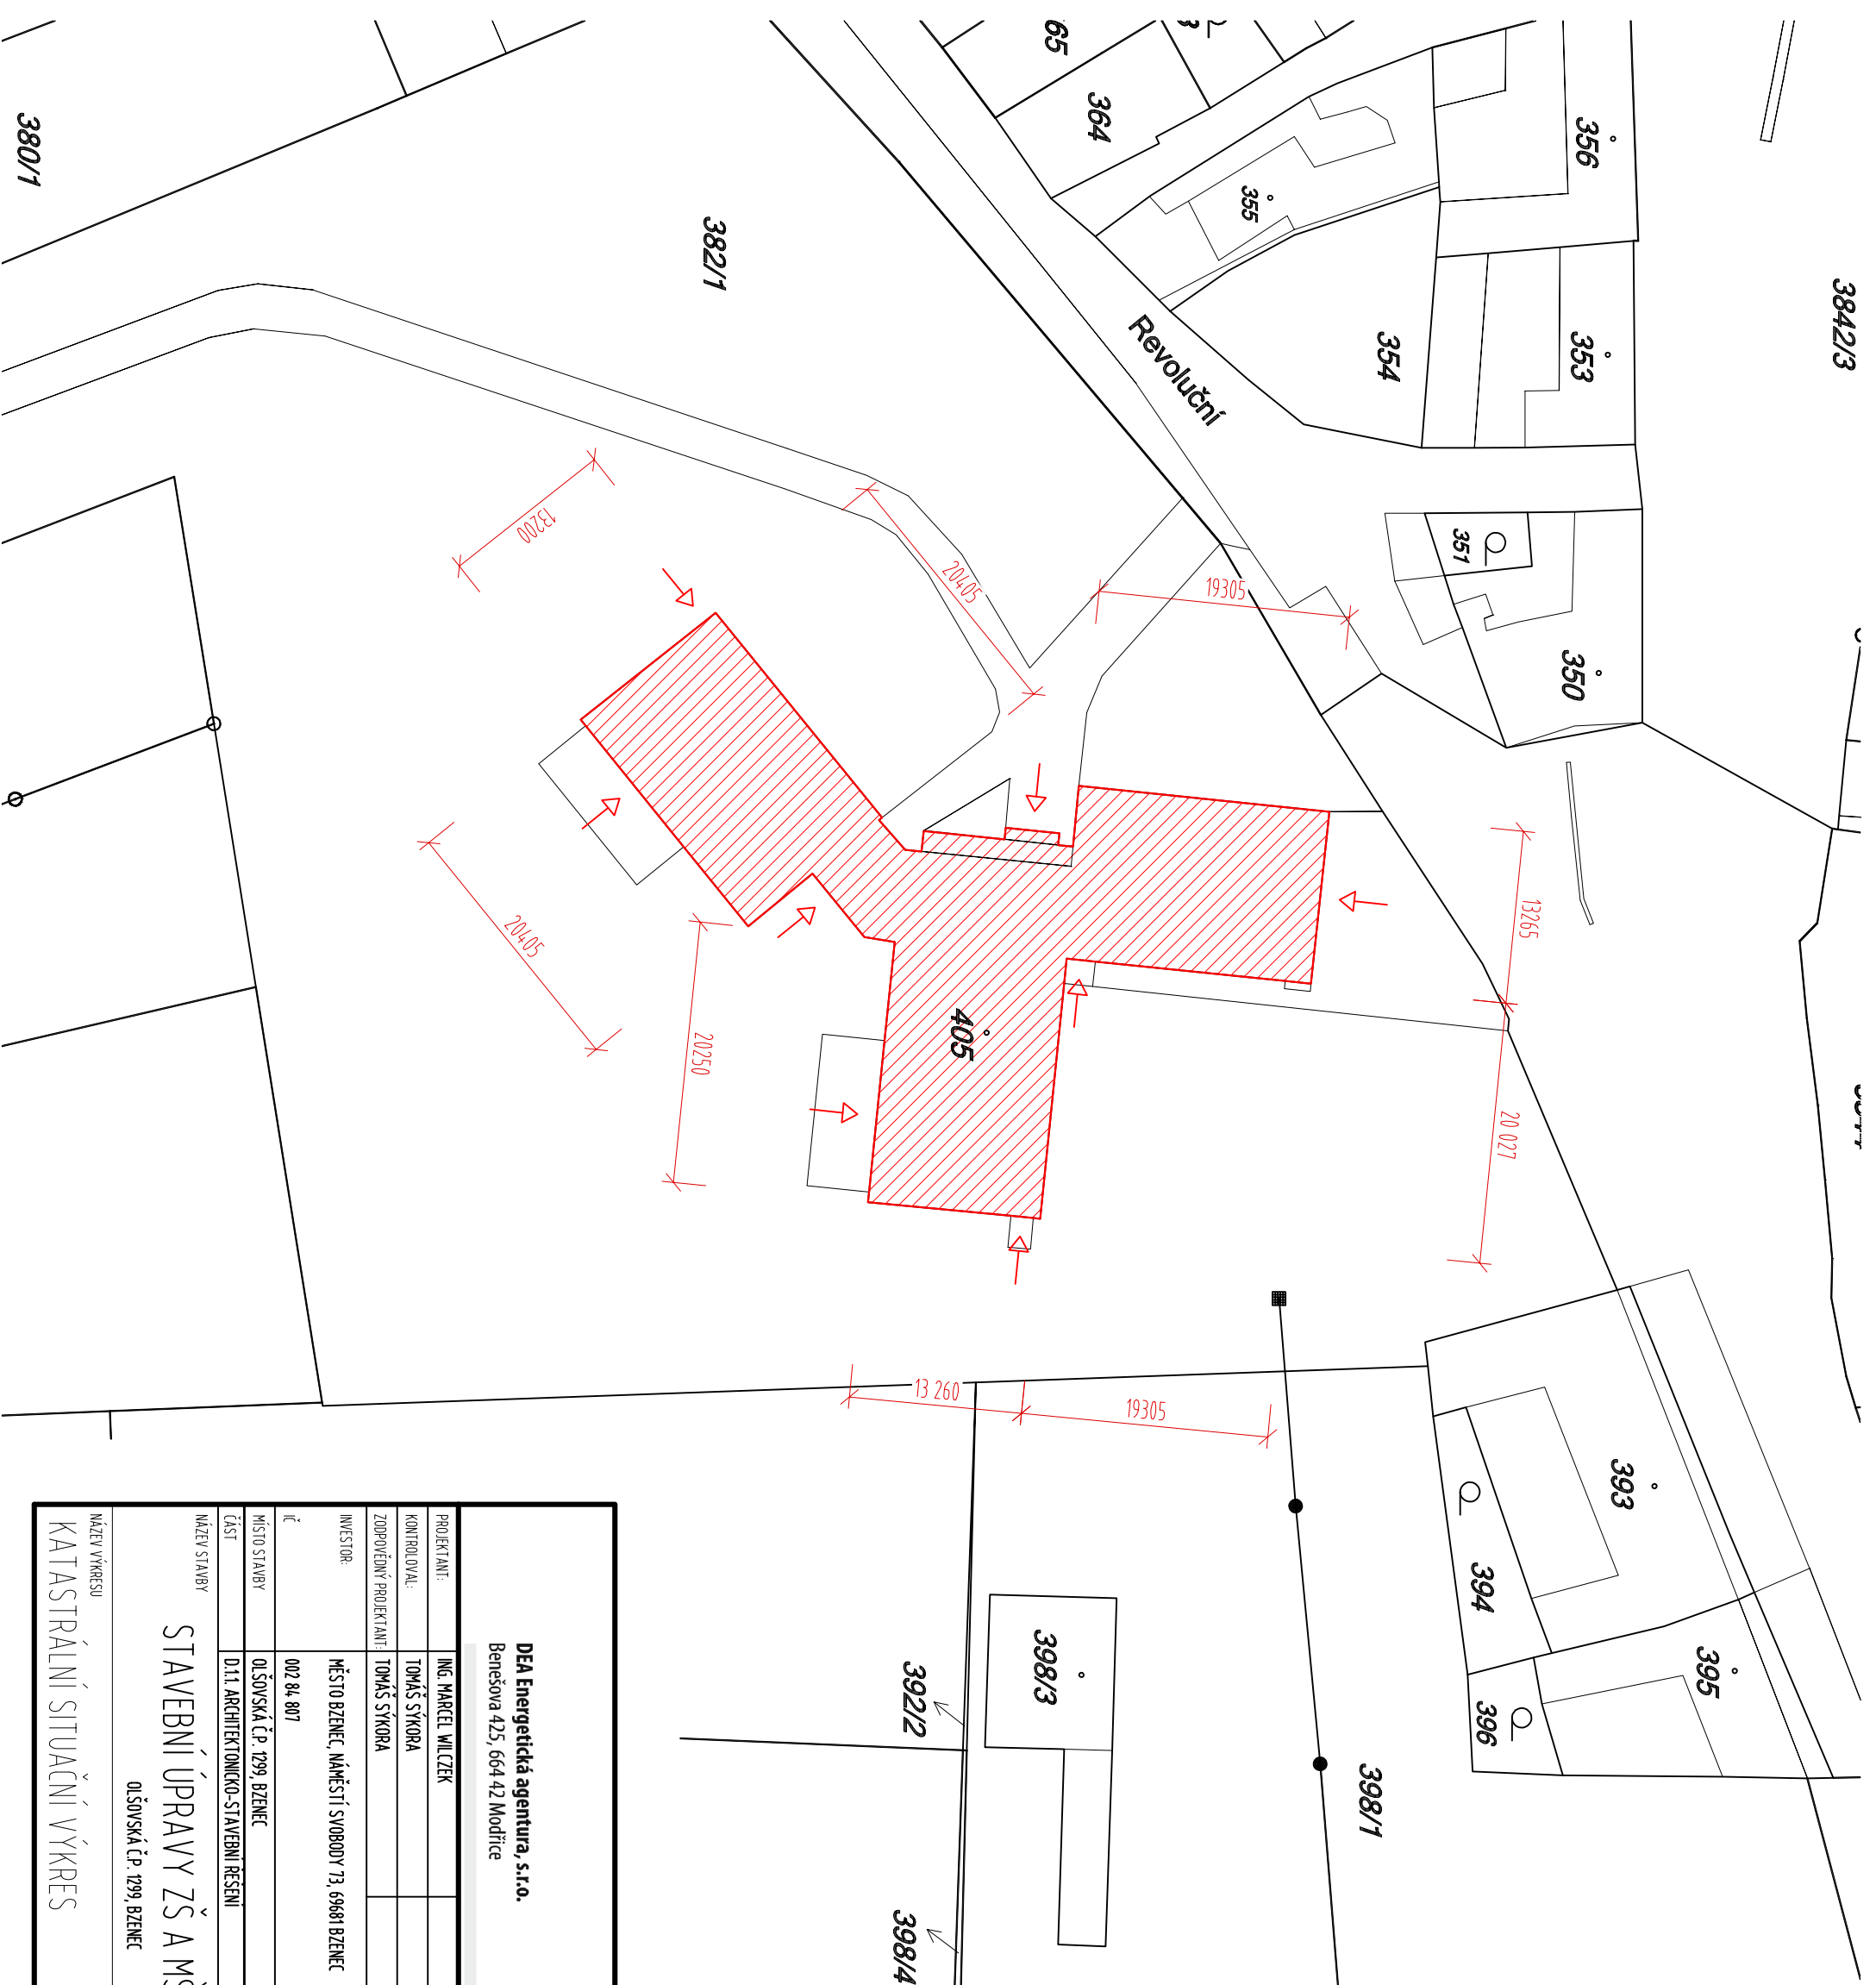 3842/3
395
393
356
353
350
394
396
351
13265
20 027
354
398/1
355
Revoluční
19305
19305
364
65
398/3
20405
405
13 260
392/2
398/4
382/1
20250
13200
20405
DEA Energetická agentura, s.r.o.
Benešova 425, 664 42 Modřice
PROJEKTANT: ING. MARCEL WILCZEK
KONTROLOVAL: TOMÁŠ SÝKORA
ZODPOVĚDNÝ PROJEKTANT: TOMÁŠ SÝKORA
INVESTOR: MĚSTO BZENEC, NÁMĚSTÍ SVOBODY 73, 69681 BZENEC
IČ 002 84 807
MÍSTO STAVBY OLŠOVSKÁ Č.P. 1299, BZENEC
ČÁST D.1.1. ARCHITEKTONICKO-STAVEBNÍ ŘEŠENÍ
NÁZEV STAVBY
STAVEBNÍ ÚPRAVY ZŠ A MŠ
OLŠOVSKÁ Č.P. 1299, BZENEC
NÁZEV VÝKRESU
KATASTRÁLNÍ SITUAČNÍ VÝKRES
380/1